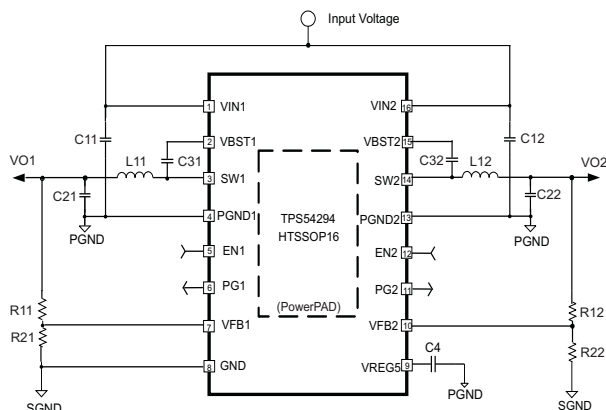 Input Voltage
1 VIN1 VIN2 16
C11 C12
2 VBST1 VBST2 15
VO1 L11 C31 C32 L12 VO2
3 SW1 SW2 14
C21 TPS54294 C22
4 PGND1 HTSSOP16 PGND2 13
PGND PGND
5 EN1 EN2 12
6 PG1 PG2 11
(PowerPAD)
R11 R12
7 VFB1 VFB2 10
R21 R22
C4
8 GND VREG5 9
PGND
SGND SGND